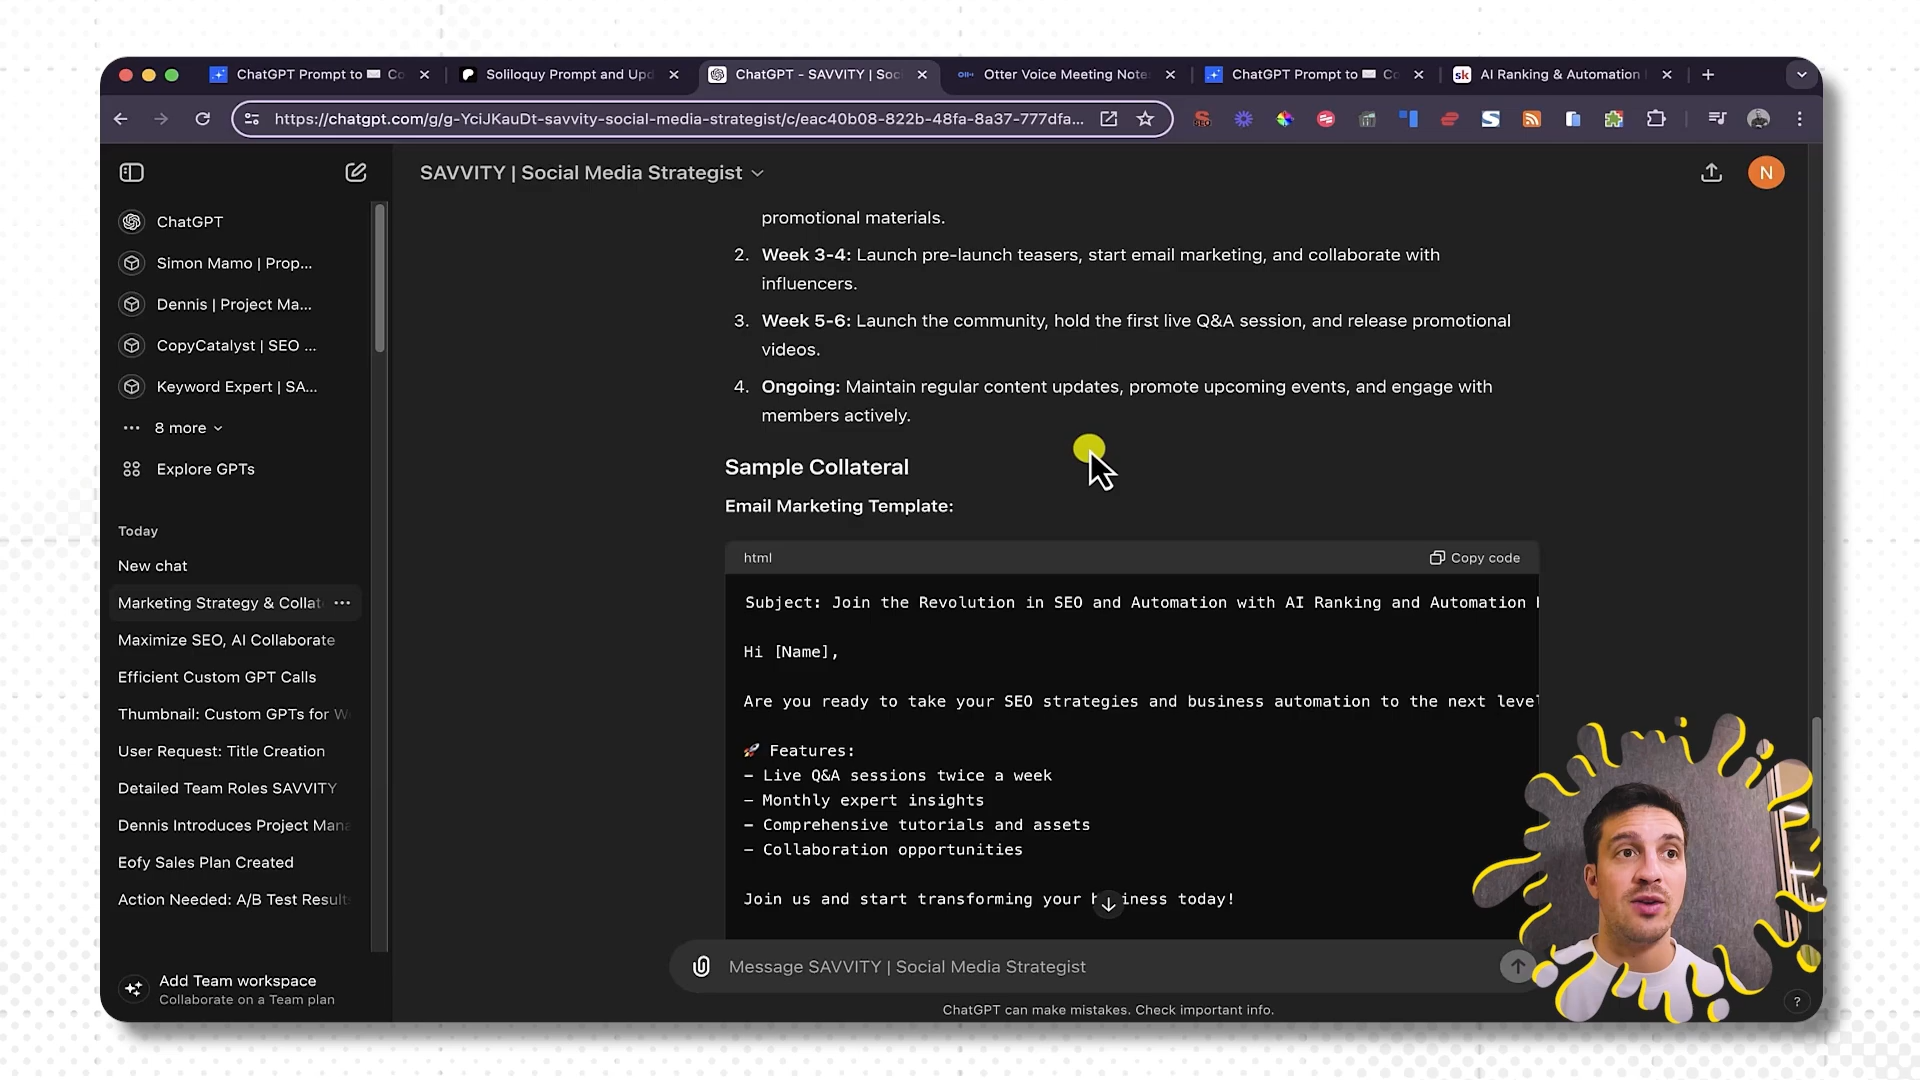 ChatGPT Prompt to ✉ Co
Soliloquy Prompt and Upd
ChatGPT - SAVVITY | Soc
Otter Voice Meeting Note
ChatGPT Prompt to ✉ Co
sk
AI Ranking & Automation
https://chatgpt.com/g/g-YciJKauDt-savvity-social-media-strategist/c/eac40b08-822b-48fa-8a37-777dfa...
SEO
SAVVITY | Social Media Strategist
N
ChatGPT
Simon Mamo | Prop...
Dennis | Project Ma...
CopyCatalyst | SEO ...
Keyword Expert | SA...
8 more
Explore GPTs
Today
New chat
Marketing Strategy & Collat
Maximize SEO, AI Collaborate
Efficient Custom GPT Calls
Thumbnail: Custom GPTs for W
User Request: Title Creation
Detailed Team Roles SAVVITY
Dennis Introduces Project Mana
Eofy Sales Plan Created
Action Needed: A/B Test Result
Add Team workspace
Collaborate on a Team plan
promotional materials.
2. Week 3-4: Launch pre-launch teasers, start email marketing, and collaborate with
influencers.
3. Week 5-6: Launch the community, hold the first live Q&A session, and release promotional
videos.
4. Ongoing: Maintain regular content updates, promote upcoming events, and engage with
members actively.
Sample Collateral
Email Marketing Template:
html
Copy code
Subject: Join the Revolution in SEO and Automation with AI Ranking and Automation
Hi [Name],
Are you ready to take your SEO strategies and business automation to the next level
🚀 Features:
– Live Q&A sessions twice a week
– Monthly expert insights
– Comprehensive tutorials and assets
– Collaboration opportunities
Join us and start transforming your business today!
Message SAVVITY | Social Media Strategist
ChatGPT can make mistakes. Check important info.
?